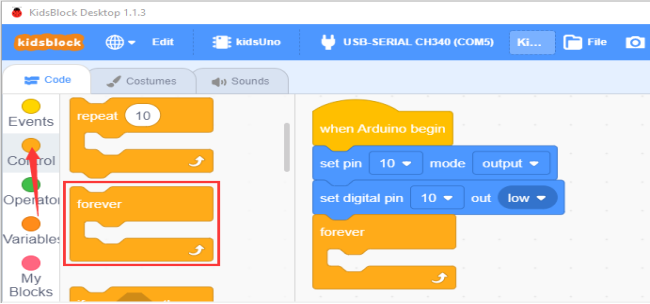 KidsBlock Desktop 1.1.3
kidsblock Edit kidsUno USB-SERIAL CH340 (COM5) Ki... File
Code Costumes Sounds
Events
Control
Operator
Variables
My
Blocks
repeat 10
forever
when Arduino begin
set pin 10 mode output
set digital pin 10 out low
forever